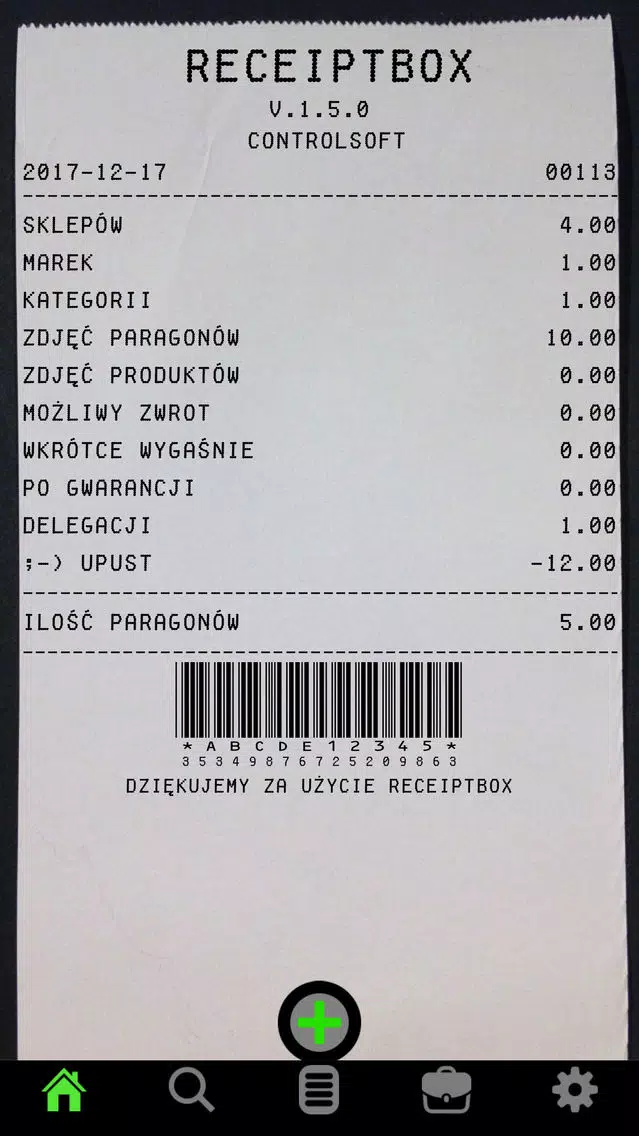 RECEIPTBOX
V.1.5.0
CONTROLSOFT
2017-12-17 00113
SKLEPÓW 4.00
MAREK 1.00
KATEGORII 1.00
ZDJĘĆ PARAGONÓW 10.00
ZDJĘĆ PRODUKTÓW 0.00
MOŻLIWY ZWROT 0.00
WKRÓTCE WYGAŚNIE 0.00
PO GWARANCJI 0.00
DELEGACJI 1.00
;-) UPUST -12.00
ILOŚĆ PARAGONÓW 5.00
*ABCDE12345*
35349876725209863
DZIĘKUJEMY ZA UŻYCIE RECEIPTBOX